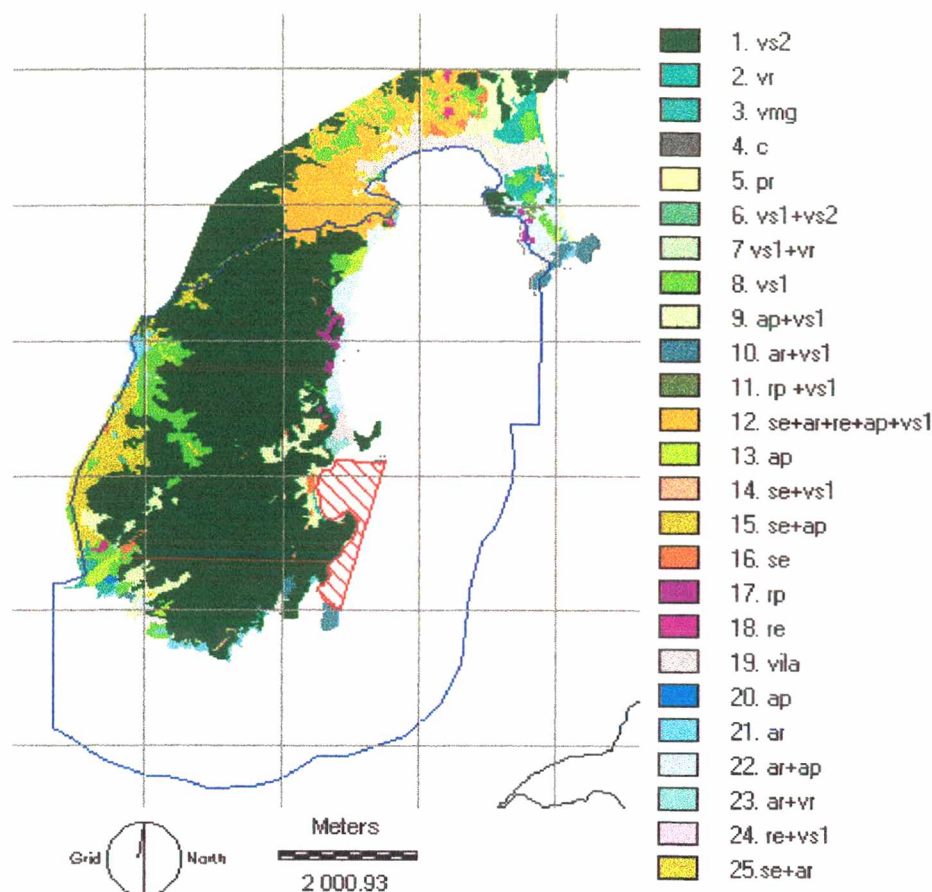 1. vs2
2. vr
3. vmg
4. c
5. pr
6. vs1+vs2
7 vs1+vr
8. vs1
9. ap+vs1
10. ar+vs1
11. rp +vs1
12. se+ar+re+ap+vs1
13. ap
14. se+vs1
15. se+ap
16. se
17. rp
18. re
19. vila
20. ap
21. ar
22. ar+ap
23. ar+vr
24. re+vs1
25.se+ar
Grid North
Meters
2 000.93